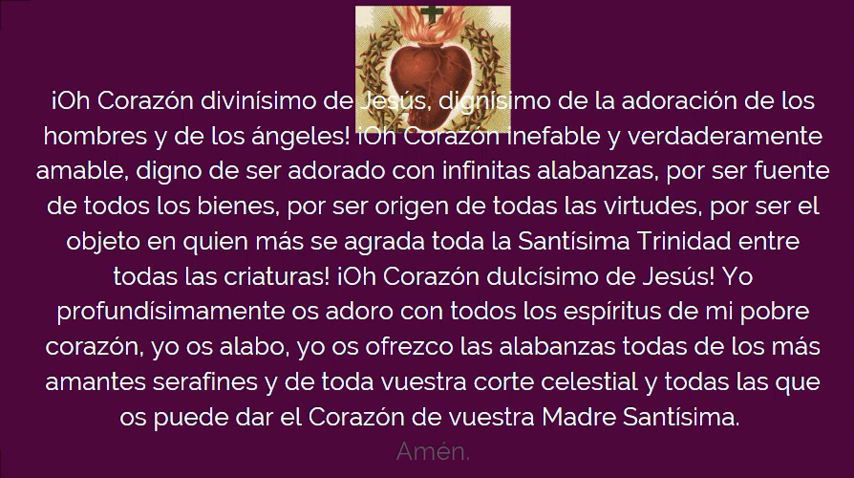 ¡Oh Corazón divinísimo de Jesús, dignísimo de la adoración de los
hombres y de los ángeles! ¡Oh Corazón inefable y verdaderamente
amable, digno de ser adorado con infinitas alabanzas, por ser fuente
de todos los bienes, por ser origen de todas las virtudes, por ser el
objeto en quien más se agrada toda la Santísima Trinidad entre
todas las criaturas! ¡Oh Corazón dulcísimo de Jesús! Yo
profundísimamente os adoro con todos los espíritus de mi pobre
corazón, yo os alabo, yo os ofrezco las alabanzas todas de los más
amantes serafines y de toda vuestra corte celestial y todas las que
os puede dar el Corazón de vuestra Madre Santísima.
Amén.